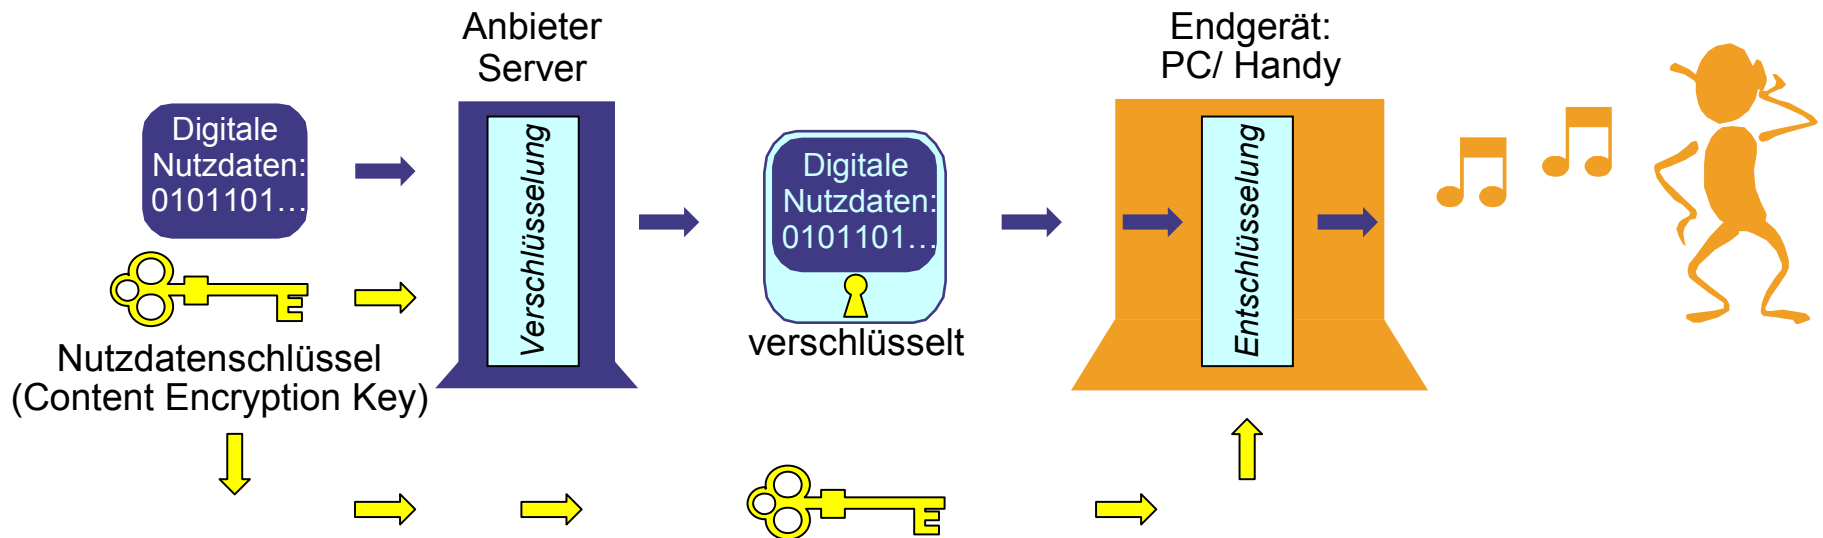 Anbieter
Server
Endgerät:
PC/ Handy
Digitale
Nutzdaten:
0101101...
Verschlüsselung
Digitale
Nutzdaten:
0101101...
verschlüsselt
Entschlüsselung
Nutzdatenschlüssel
(Content Encryption Key)